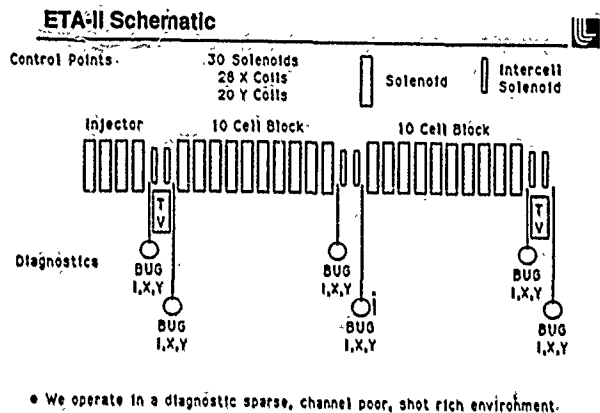 ETA-II Schematic
Control Points
30 Solenoids
28 X Coils
20 Y Coils
Solenoid
Intercell
Solenoid
Injector
10 Cell Block
10 Cell Block
T
V
T
V
Diagnostics
BUG
I,X,Y
BUG
I,X,Y
BUG
I,X,Y
BUG
I,X,Y
BUG
I,X,Y
BUG
I,X,Y
• We operate in a diagnostic sparse, channel poor, shot rich environment.